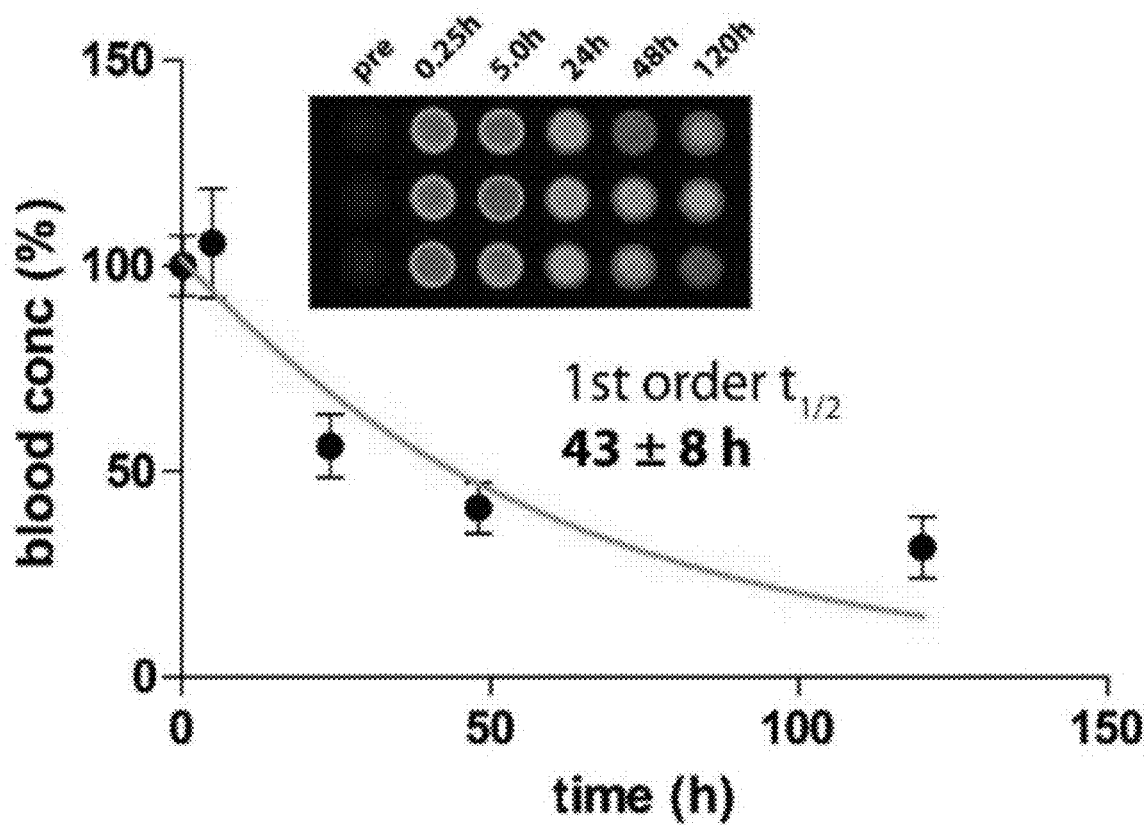 pre 0.25h 5.0h 24h 48h 120h
150
100
50
0
blood conc (%)
1st order t1/2
43 ± 8 h
0 50 100 150
time (h)